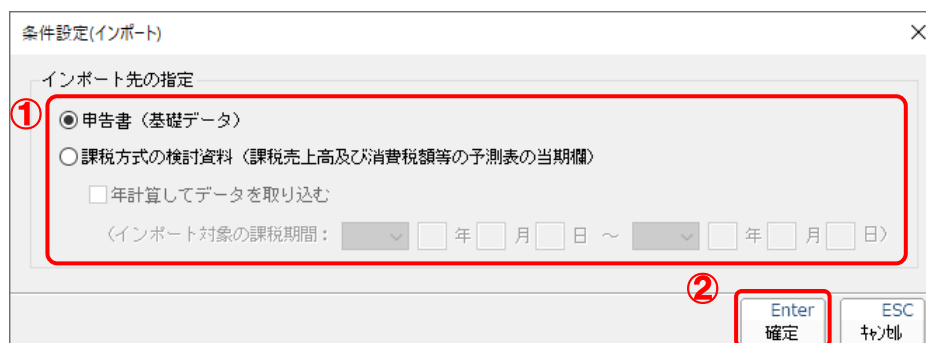 条件設定(インポート)
インポート先の指定
①
申告書（基礎データ）
課税方式の検討資料（課税売上高及び消費税額等の予測表の当期欄）
年計算してデータを取り込む
（インポート対象の課税期間： 年 月 日 ～ 年 月 日）
②
Enter ESC
確定 ｷｬﾝｾﾙ